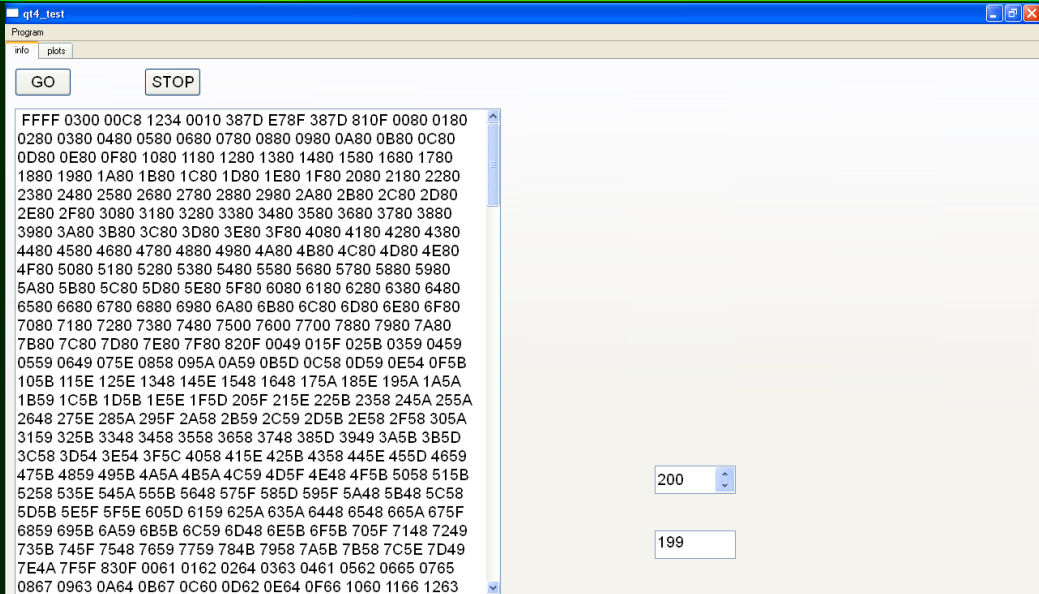 qt4_test
Program
info plots
GO STOP
FFFF 0300 00C8 1234 0010 387D E78F 387D 810F 0080 0180
0280 0380 0480 0580 0680 0780 0880 0980 0A80 0B80 0C80
0D80 0E80 0F80 1080 1180 1280 1380 1480 1580 1680 1780
1880 1980 1A80 1B80 1C80 1D80 1E80 1F80 2080 2180 2280
2380 2480 2580 2680 2780 2880 2980 2A80 2B80 2C80 2D80
2E80 2F80 3080 3180 3280 3380 3480 3580 3680 3780 3880
3980 3A80 3B80 3C80 3D80 3E80 3F80 4080 4180 4280 4380
4480 4580 4680 4780 4880 4980 4A80 4B80 4C80 4D80 4E80
4F80 5080 5180 5280 5380 5480 5580 5680 5780 5880 5980
5A80 5B80 5C80 5D80 5E80 5F80 6080 6180 6280 6380 6480
6580 6680 6780 6880 6980 6A80 6B80 6C80 6D80 6E80 6F80
7080 7180 7280 7380 7480 7500 7600 7700 7880 7980 7A80
7B80 7C80 7D80 7E80 7F80 820F 0049 015F 025B 0359 0459
0559 0649 075E 0858 095A 0A59 0B5D 0C58 0D59 0E54 0F5B
105B 115E 125E 1348 145E 1548 1648 175A 185E 195A 1A5A
1B59 1C5B 1D5B 1E5E 1F5D 205F 215E 225B 2358 245A 255A
2648 275E 285A 295F 2A58 2B59 2C59 2D5B 2E58 2F58 305A
3159 325B 3348 3458 3558 3658 3748 385D 3949 3A5B 3B5D
3C58 3D54 3E54 3F5C 4058 415E 425B 4358 445E 455D 4659
475B 4859 495B 4A5A 4B5A 4C59 4D5F 4E48 4F5B 5058 515B
5258 535E 545A 555B 5648 575F 585D 595F 5A48 5B48 5C58
5D5B 5E5F 5F5E 605D 6159 625A 635A 6448 6548 665A 675F
6859 695B 6A59 6B5B 6C59 6D48 6E5B 6F5B 705F 7148 7249
735B 745F 7548 7659 7759 784B 7958 7A5B 7B58 7C5E 7D49
7E4A 7F5F 830F 0061 0162 0264 0363 0461 0562 0665 0765
0867 0963 0A64 0B67 0C60 0D62 0E64 0F66 1060 1166 1263
200
199